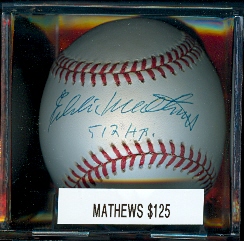 Eddie Mathews
512 HR.
MATHEWS $125